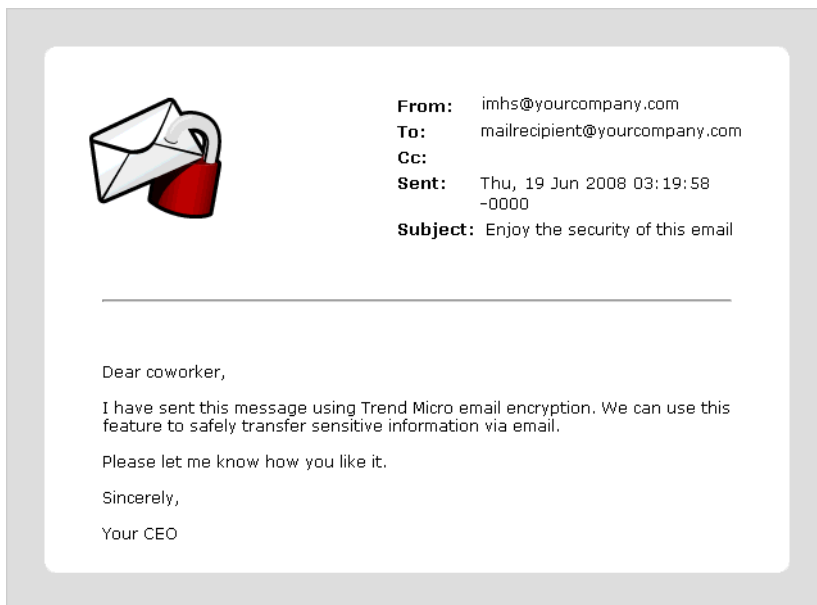 From: imhs@yourcompany.com
To: mailrecipient@yourcompany.com
Cc:
Sent: Thu, 19 Jun 2008 03:19:58
-0000
Subject: Enjoy the security of this email
Dear coworker,
I have sent this message using Trend Micro email encryption. We can use this
feature to safely transfer sensitive information via email.
Please let me know how you like it.
Sincerely,
Your CEO